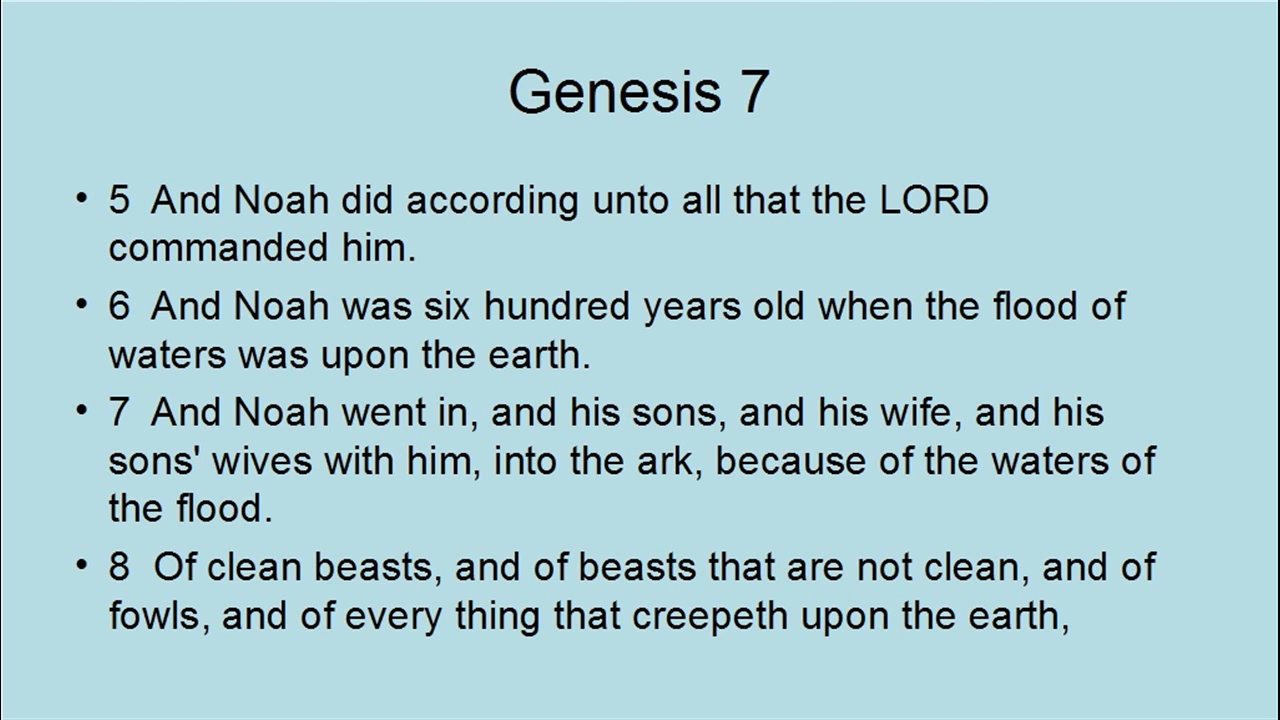 Genesis 7
• 5  And Noah did according unto all that the LORD
commanded him.
• 6  And Noah was six hundred years old when the flood of
waters was upon the earth.
• 7  And Noah went in, and his sons, and his wife, and his
sons' wives with him, into the ark, because of the waters of
the flood.
• 8  Of clean beasts, and of beasts that are not clean, and of
fowls, and of every thing that creepeth upon the earth,